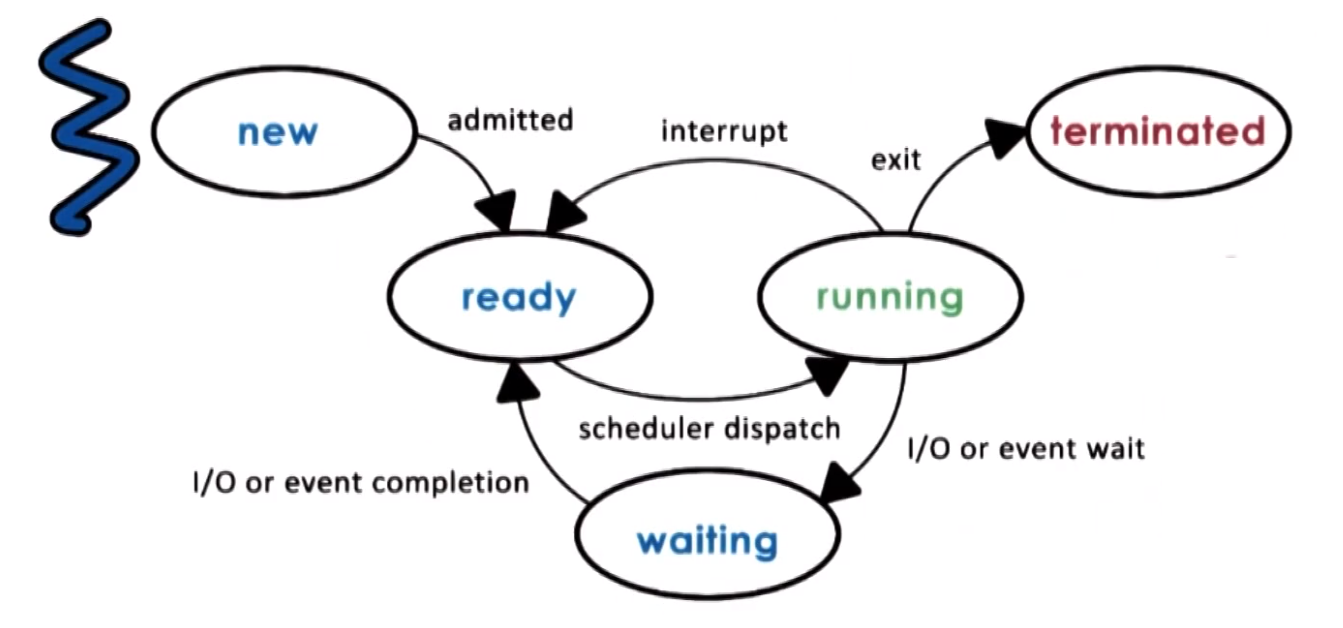 new
admitted
interrupt
exit
terminated
ready
running
scheduler dispatch
I/O or event wait
I/O or event completion
waiting